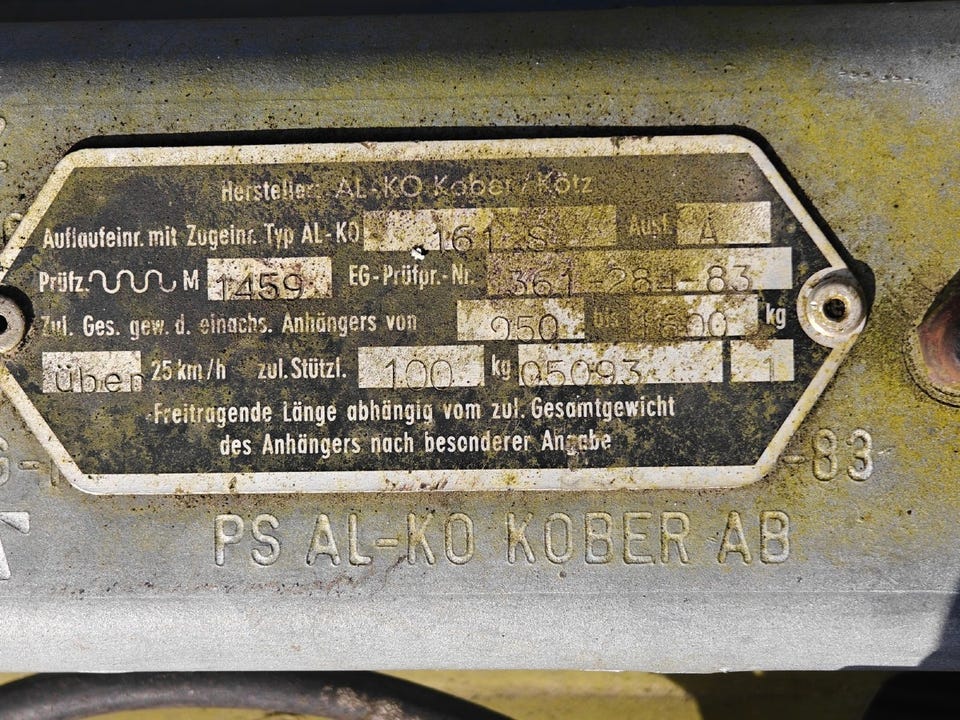 Hersteller: AL-KO Kober/Kötz
Auflaufeinr. mit Zugeinr. Typ AL-KO 161 S Ausf. A
Prüfz. M 1459 EG-Prüfpr.-Nr. 361-284-83
Zul. Ges. gew. d. einachs. Anhängers von 950 bis 1600 kg
über 25 km/h zul. Stützl. 100 kg 05093 1
Freitragende Länge abhängig vom zul. Gesamtgewicht
des Anhängers nach besonderer Angabe
-83
PS AL-KO KOBER AB